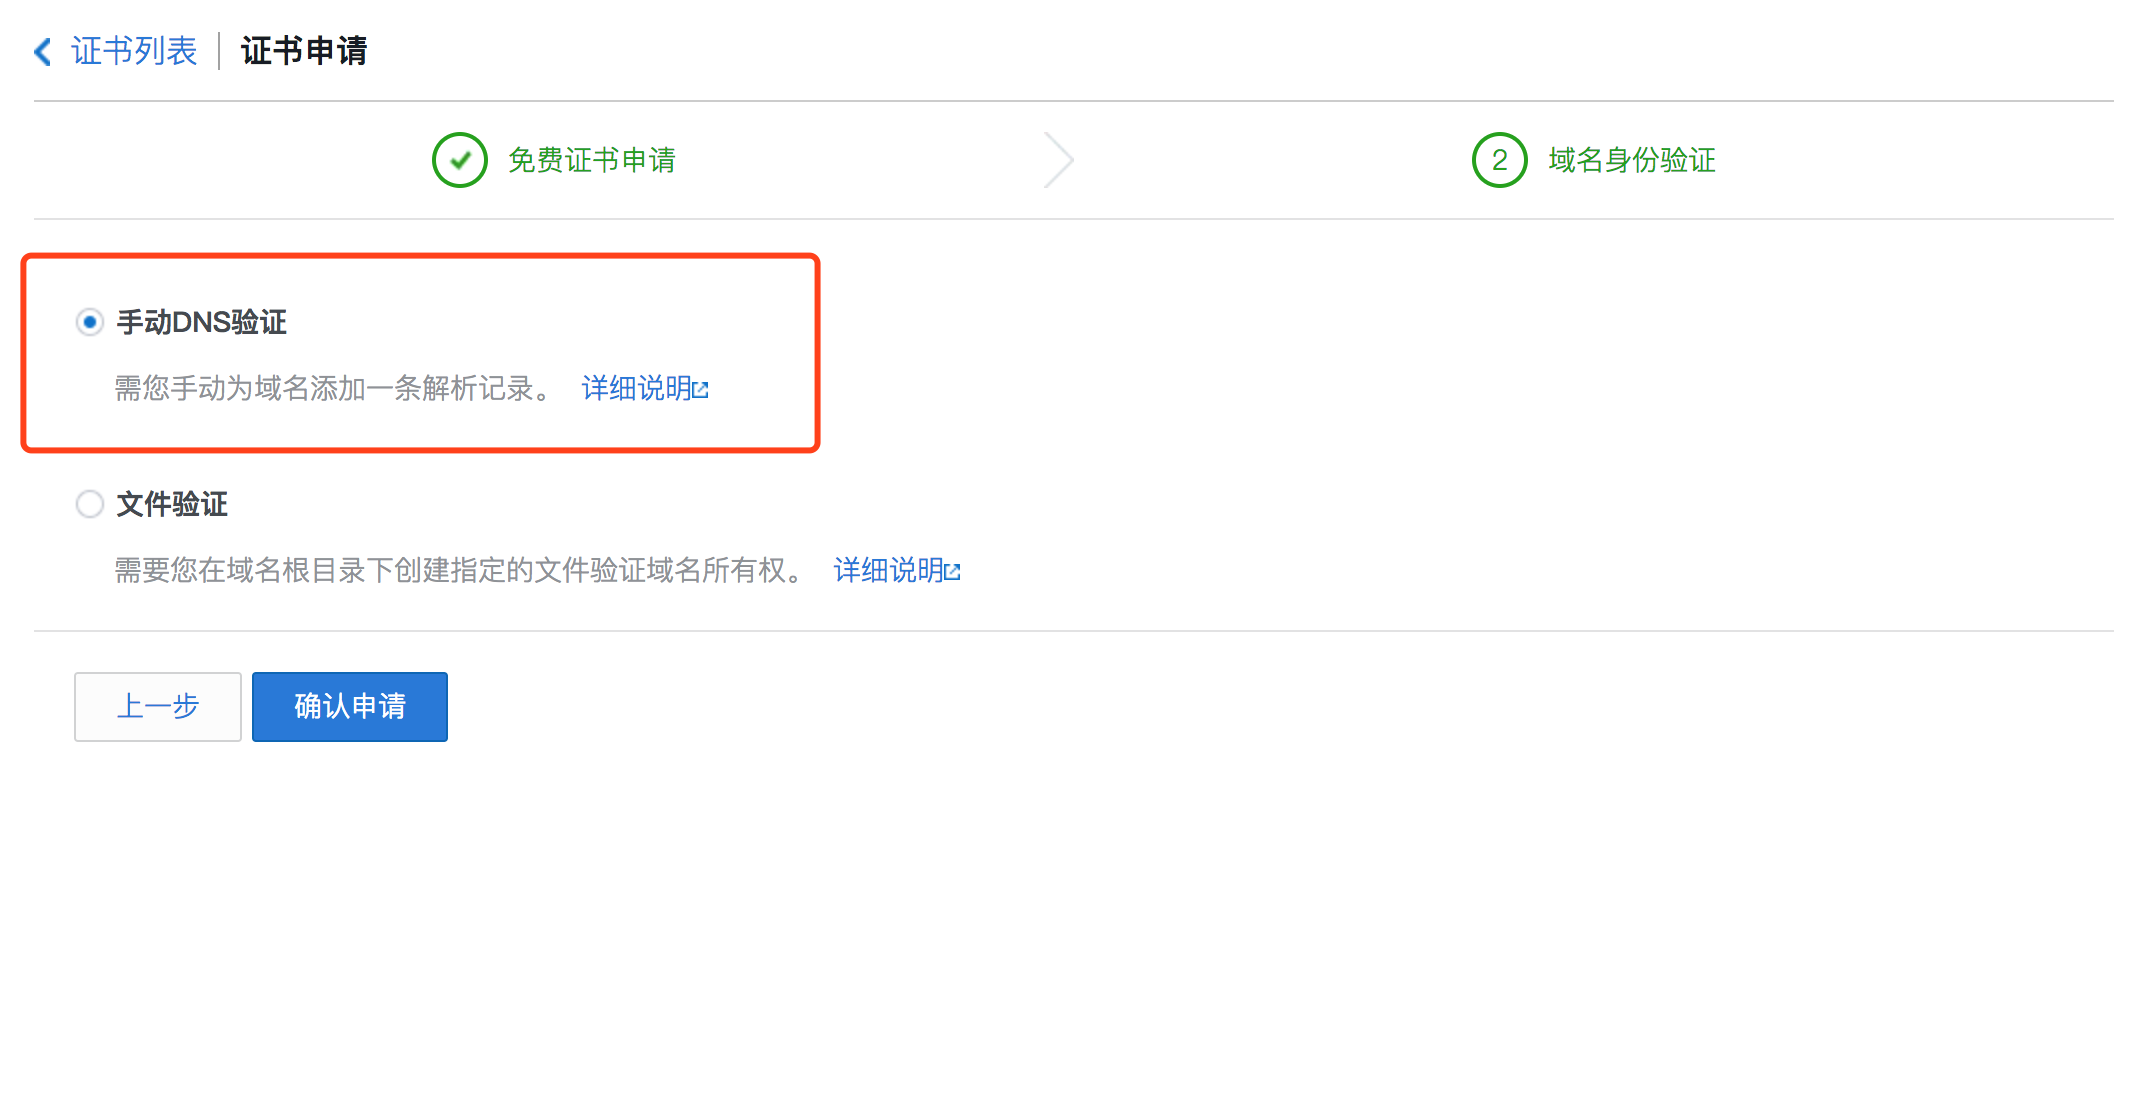 证书列表 证书申请
免费证书申请 2 域名身份验证
手动DNS验证
需您手动为域名添加一条解析记录。 详细说明
文件验证
需要您在域名根目录下创建指定的文件验证域名所有权。 详细说明
上一步 确认申请